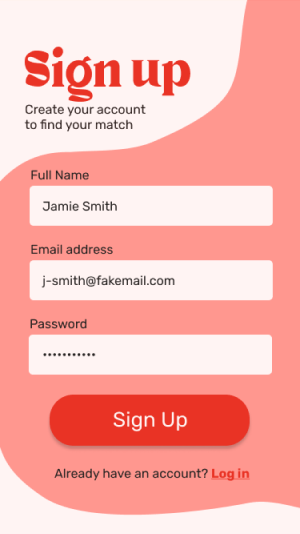 Sign up
Create your account
to find your match
Full Name
Jamie Smith
Email address
j-smith@fakemail.com
Password
•••••••••••
Sign Up
Already have an account? Log in